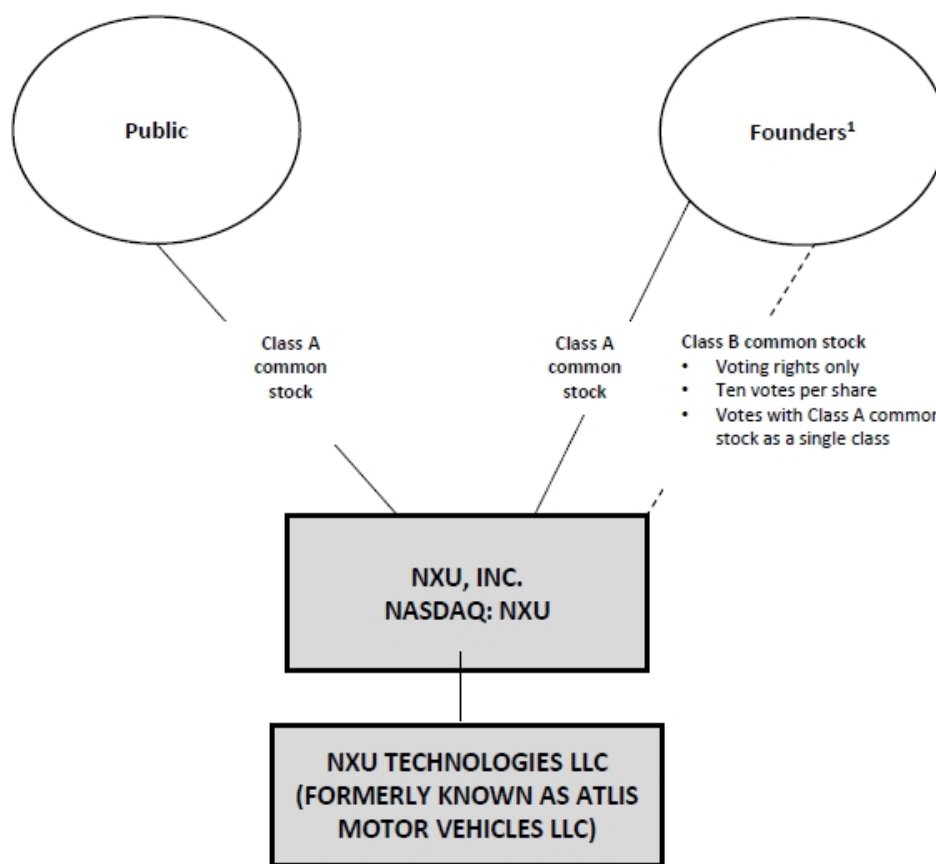 Public
Founders¹
Class A
common
stock
Class A
common
stock
Class B common stock
• Voting rights only
• Ten votes per share
• Votes with Class A common
stock as a single class
NXU, INC.
NASDAQ: NXU
NXU TECHNOLOGIES LLC
(FORMERLY KNOWN AS ATLIS
MOTOR VEHICLES LLC)